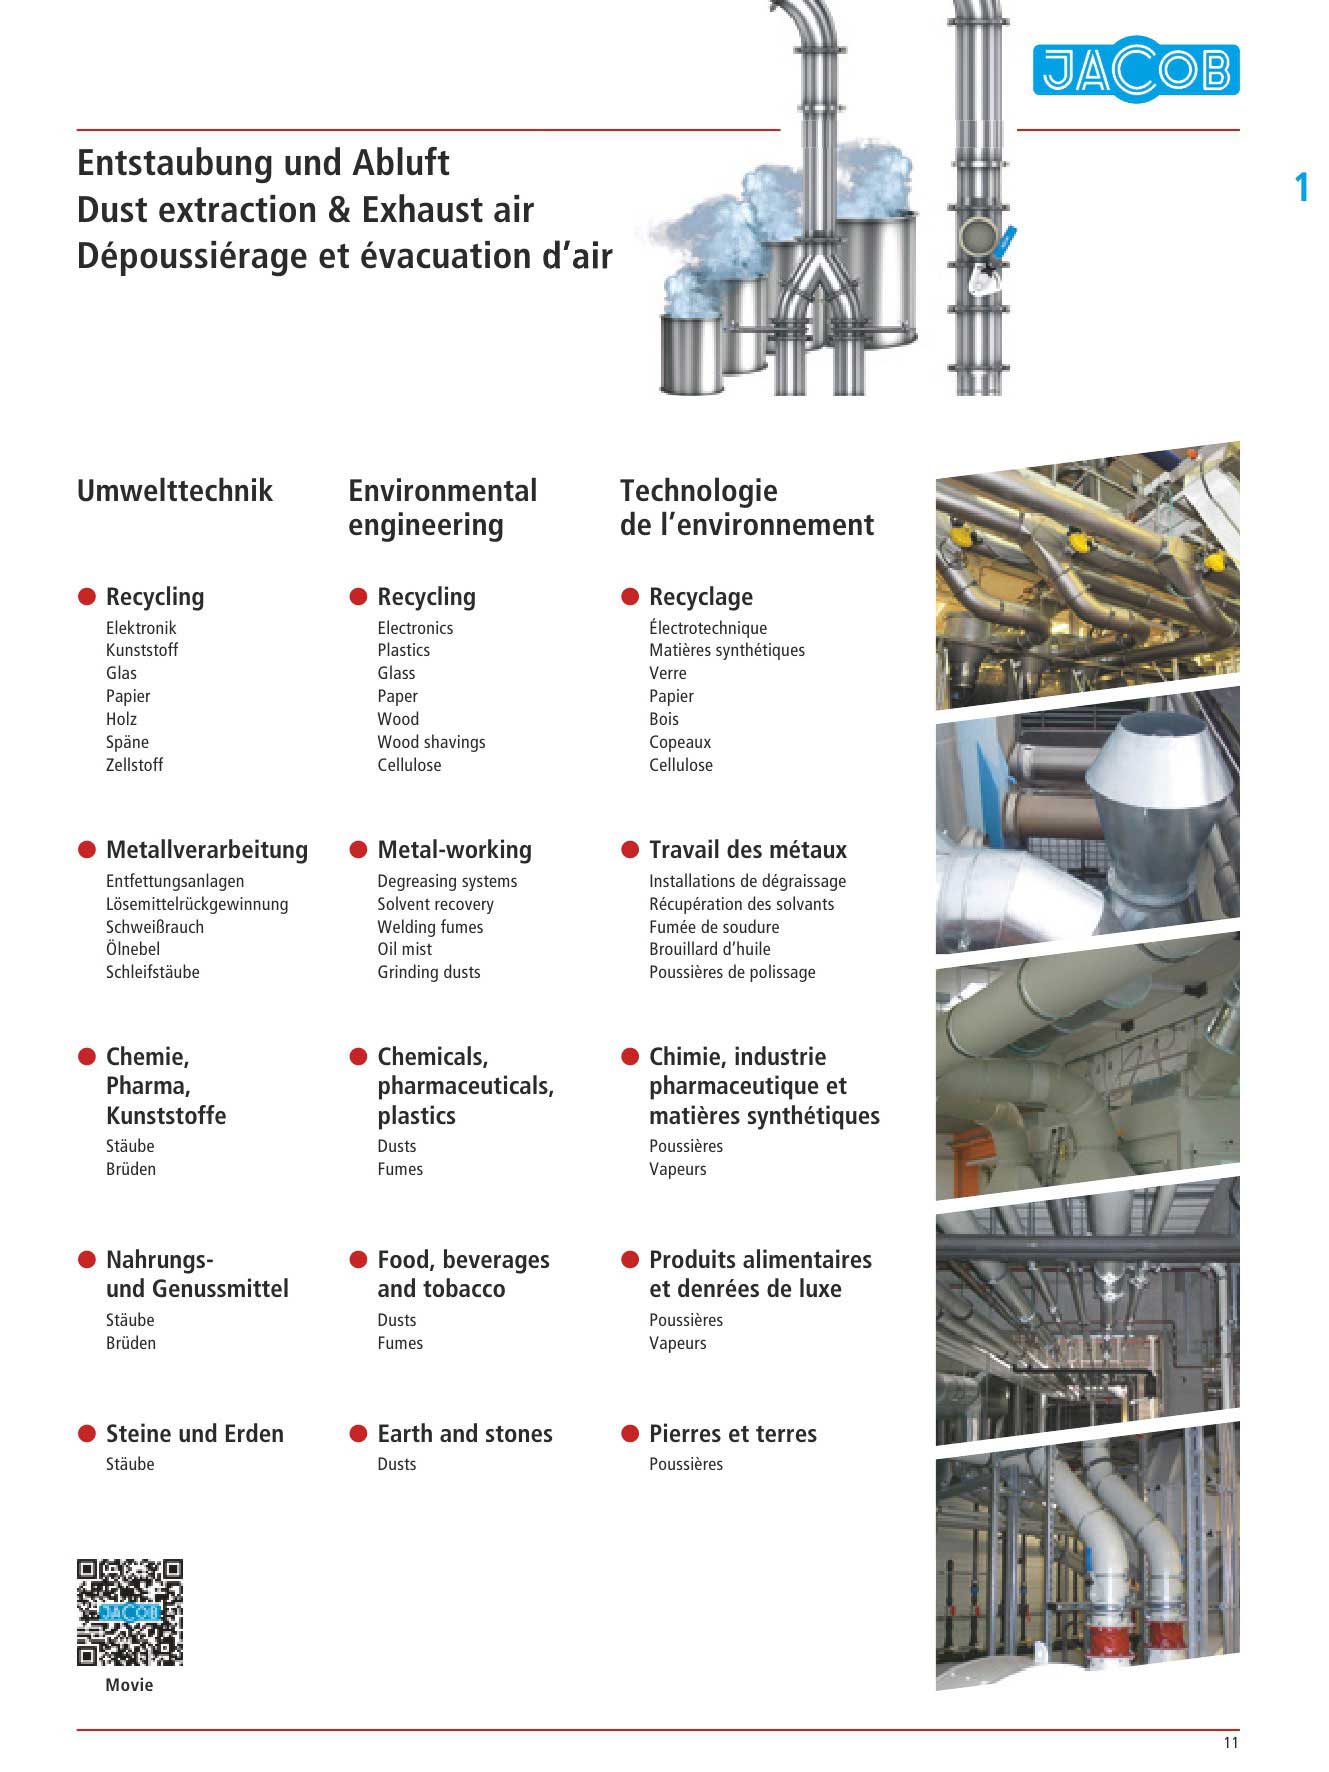 JACOB
1
Entstaubung und Abluft
Dust extraction & Exhaust air
Dépoussiérage et évacuation d’air
Umwelttechnik
Recycling
Elektronik
Kunststoff
Glas
Papier
Holz
Späne
Zellstoff
Metallverarbeitung
Entfettungsanlagen
Lösemittelrückgewinnung
Schweißrauch
Ölnebel
Schleifstäube
Chemie,
Pharma,
Kunststoffe
Stäube
Brüden
Nahrungs-
und Genussmittel
Stäube
Brüden
Steine und Erden
Stäube
Environmental
engineering
Recycling
Electronics
Plastics
Glass
Paper
Wood
Wood shavings
Cellulose
Metal-working
Degreasing systems
Solvent recovery
Welding fumes
Oil mist
Grinding dusts
Chemicals,
pharmaceuticals,
plastics
Dusts
Fumes
Food, beverages
and tobacco
Dusts
Fumes
Earth and stones
Dusts
Technologie
de l’environnement
Recyclage
Électrotechnique
Matières synthétiques
Verre
Papier
Bois
Copeaux
Cellulose
Travail des métaux
Installations de dégraissage
Récupération des solvants
Fumée de soudure
Brouillard d’huile
Poussières de polissage
Chimie, industrie
pharmaceutique et
matières synthétiques
Poussières
Vapeurs
Produits alimentaires
et denrées de luxe
Poussières
Vapeurs
Pierres et terres
Poussières
JACOB
Movie
11